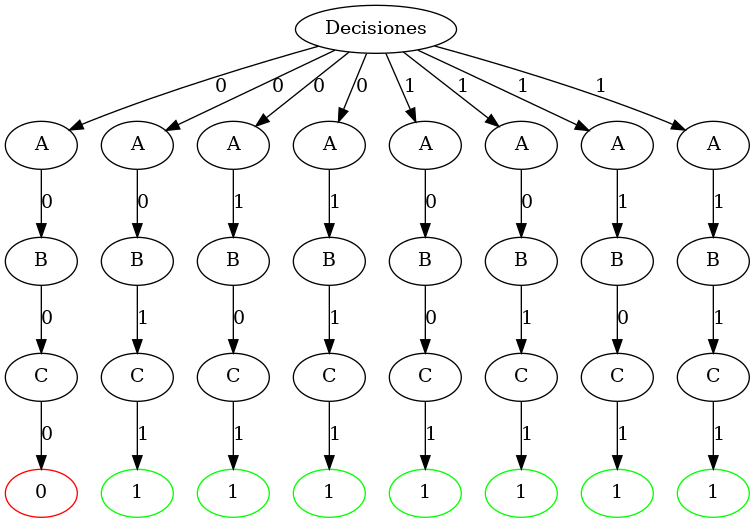 Decisiones
0 0 0 0 1 1 1 1
A A A A A A A A
0 0 1 1 0 0 1 1
B B B B B B B B
0 1 0 1 0 1 0 1
C C C C C C C C
0 1 1 1 1 1 1 1
0 1 1 1 1 1 1 1